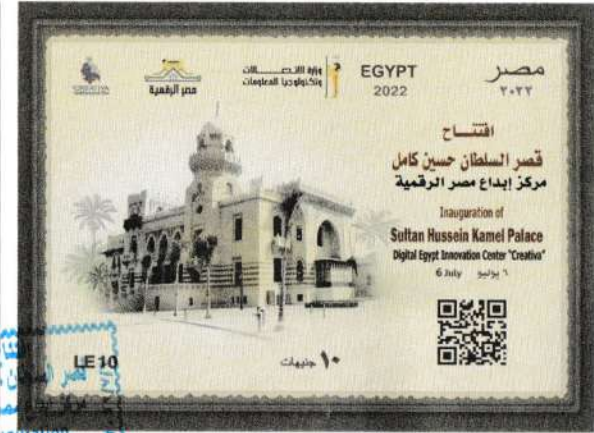 CREATIVA
مصر الرقمية
وزارة الاتصالات
وتكنولوجيا المعلومات
EGYPT
2022
مصر
٢٠٢٢
افتتاح
قصر السلطان حسين كامل
مركز إبداع مصر الرقمية
Inauguration of
Sultan Hussein Kamel Palace
Digital Egypt Innovation Center "Creativa"
6 July ٦ يوليو
LE 10
١٠ جنيهات